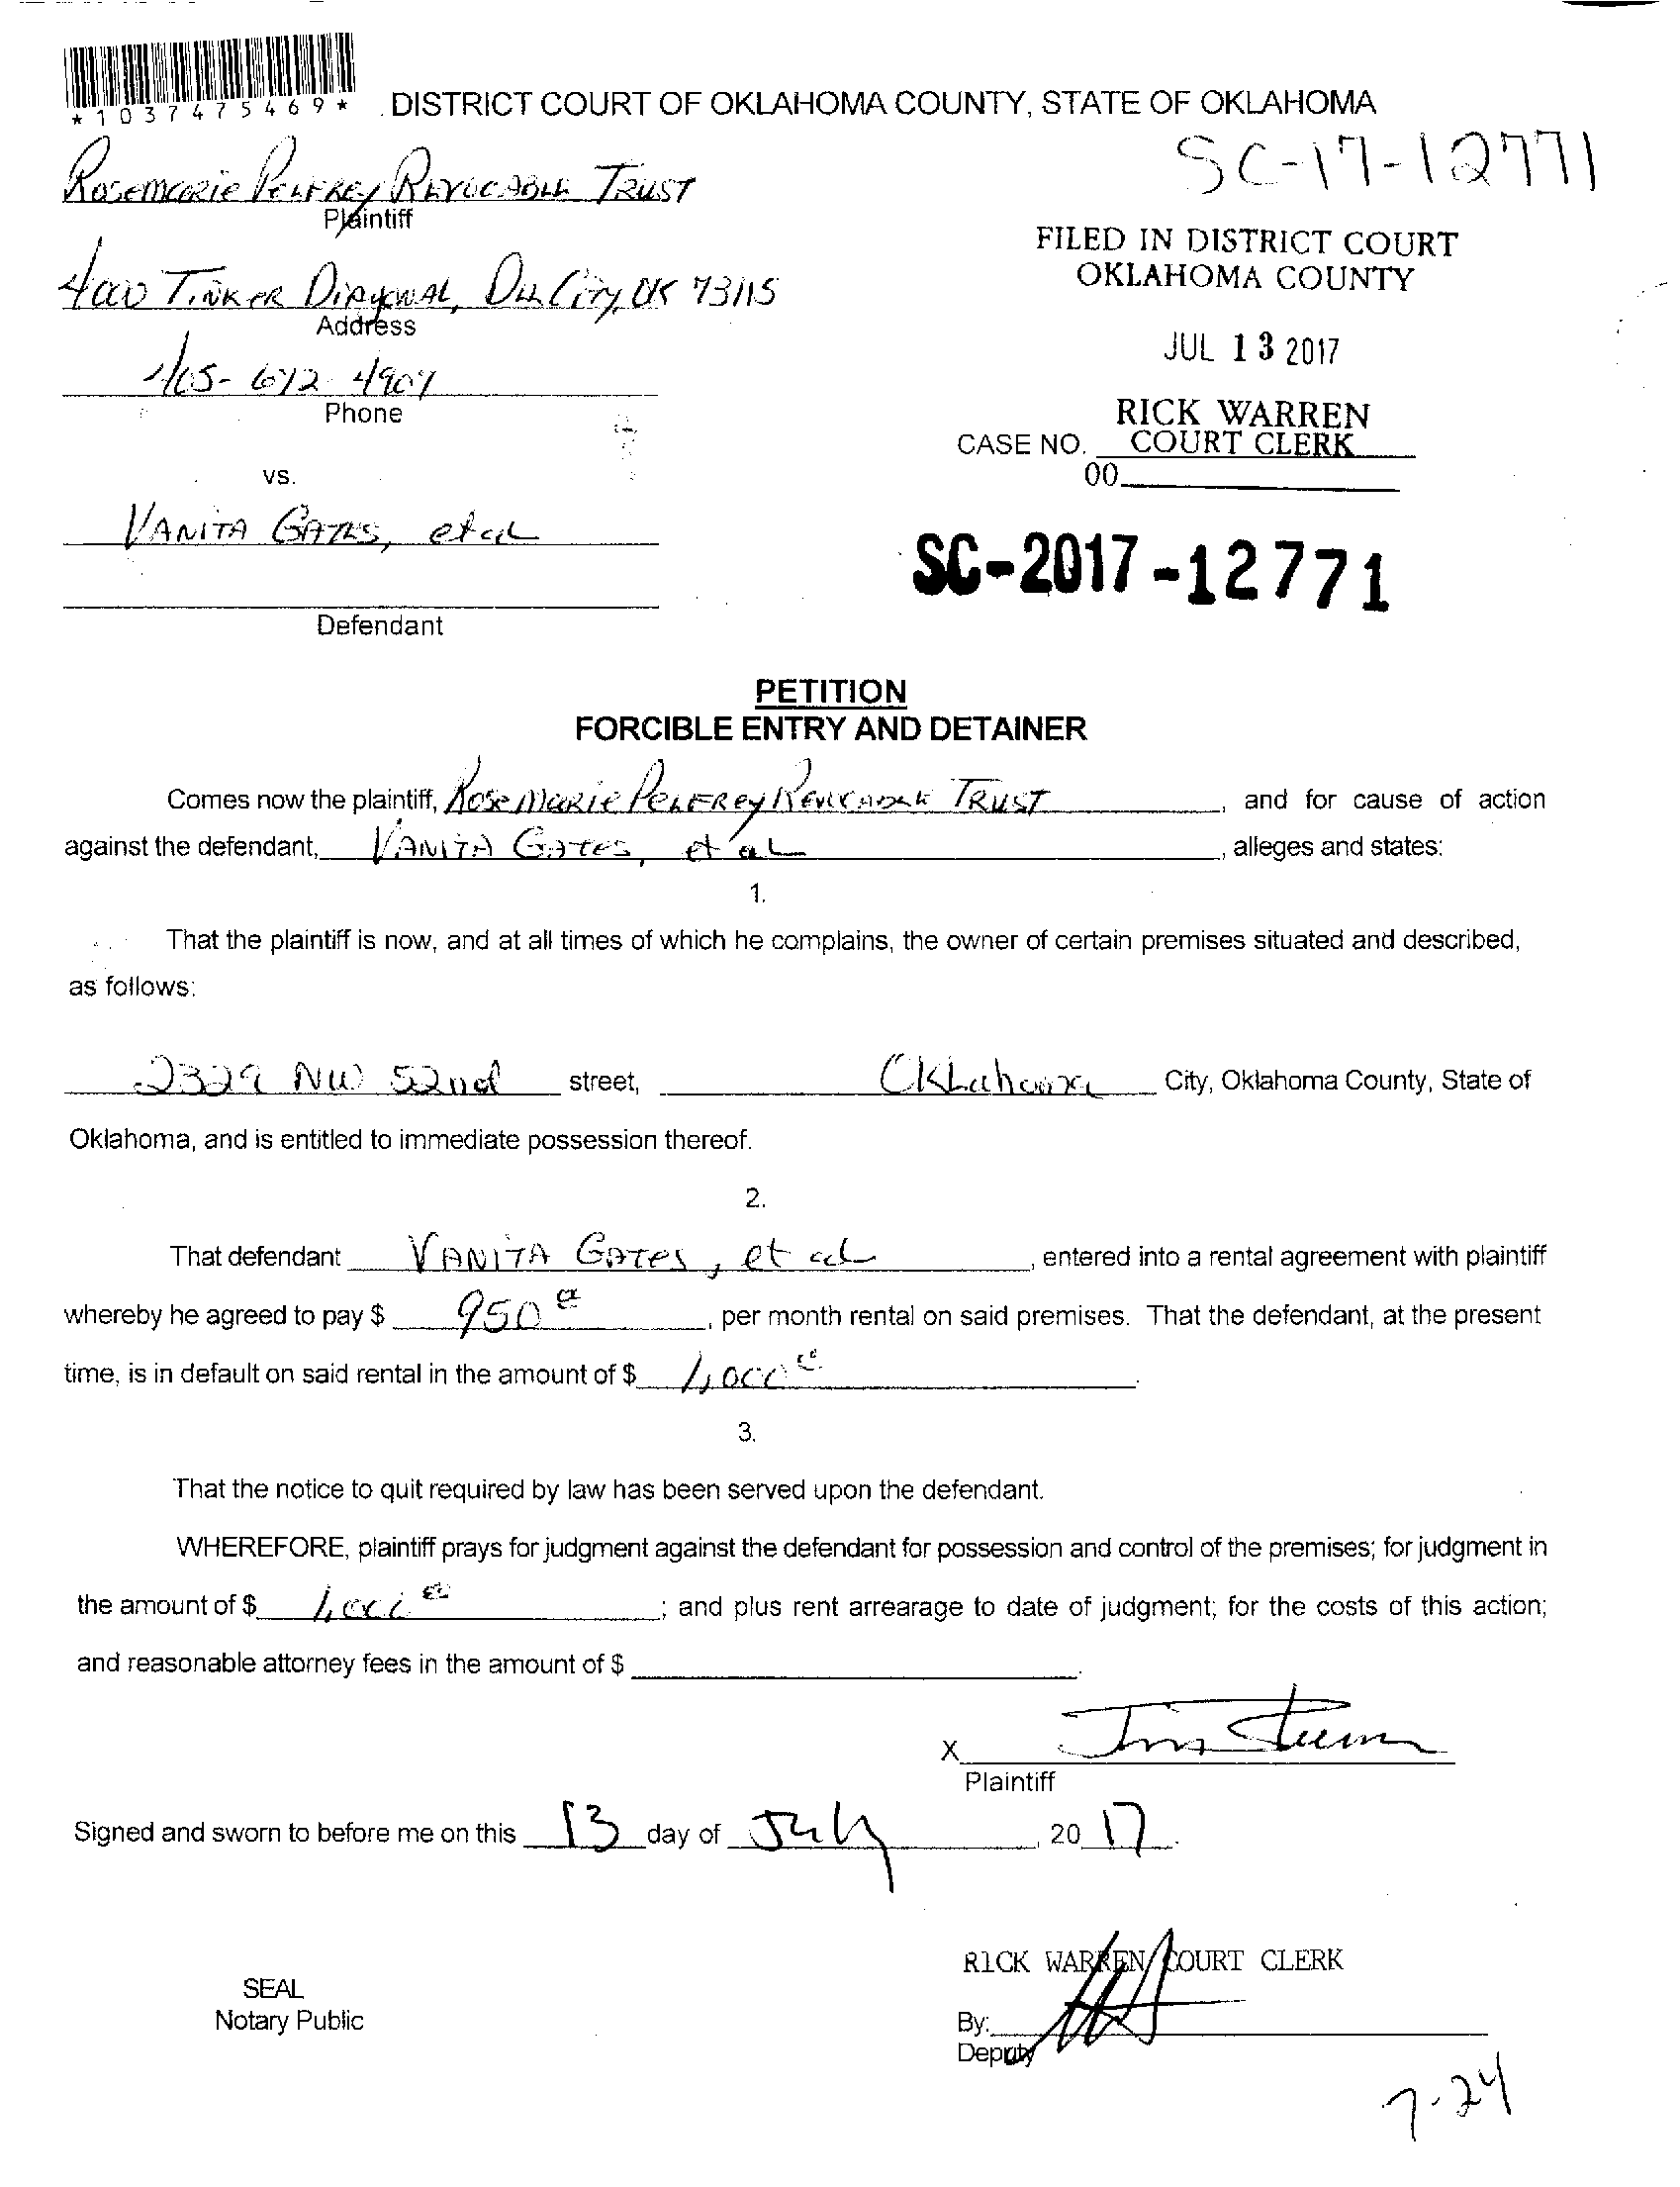 *1037475469*
DISTRICT COURT OF OKLAHOMA COUNTY, STATE OF OKLAHOMA
SC-17-12771
Rosemarie Pelfrey Revocable Trust
Plaintiff
FILED IN DISTRICT COURT
OKLAHOMA COUNTY
4000 Tinker Diagonal, Del City, OK 73115
Address
JUL 13 2017
405-672-4907
Phone
RICK WARREN
CASE NO. COURT CLERK
00
vs.
VANITA GATES, et al
SC-2017-12771
Defendant
PETITION
FORCIBLE ENTRY AND DETAINER
Comes now the plaintiff, Rosemarie Pelfrey Revocable Trust, and for cause of action
against the defendant, VANITA Gates, et al, alleges and states:
1.
That the plaintiff is now, and at all times of which he complains, the owner of certain premises situated and described,
as follows:
2329 NW 52nd street, Oklahoma City, Oklahoma County, State of
Oklahoma, and is entitled to immediate possession thereof.
2.
That defendant VANITA Gates, et al, entered into a rental agreement with plaintiff
whereby he agreed to pay $ 950 00, per month rental on said premises. That the defendant, at the present
time, is in default on said rental in the amount of $ 1,000 00.
3.
That the notice to quit required by law has been served upon the defendant.
WHEREFORE, plaintiff prays for judgment against the defendant for possession and control of the premises; for judgment in
the amount of $ 1,000 00; and plus rent arrearage to date of judgment; for the costs of this action;
and reasonable attorney fees in the amount of $
X
Plaintiff
Signed and sworn to before me on this 13 day of July, 20 17.
RICK WARREN COURT CLERK
SEAL
Notary Public
By:
Deputy
7-24